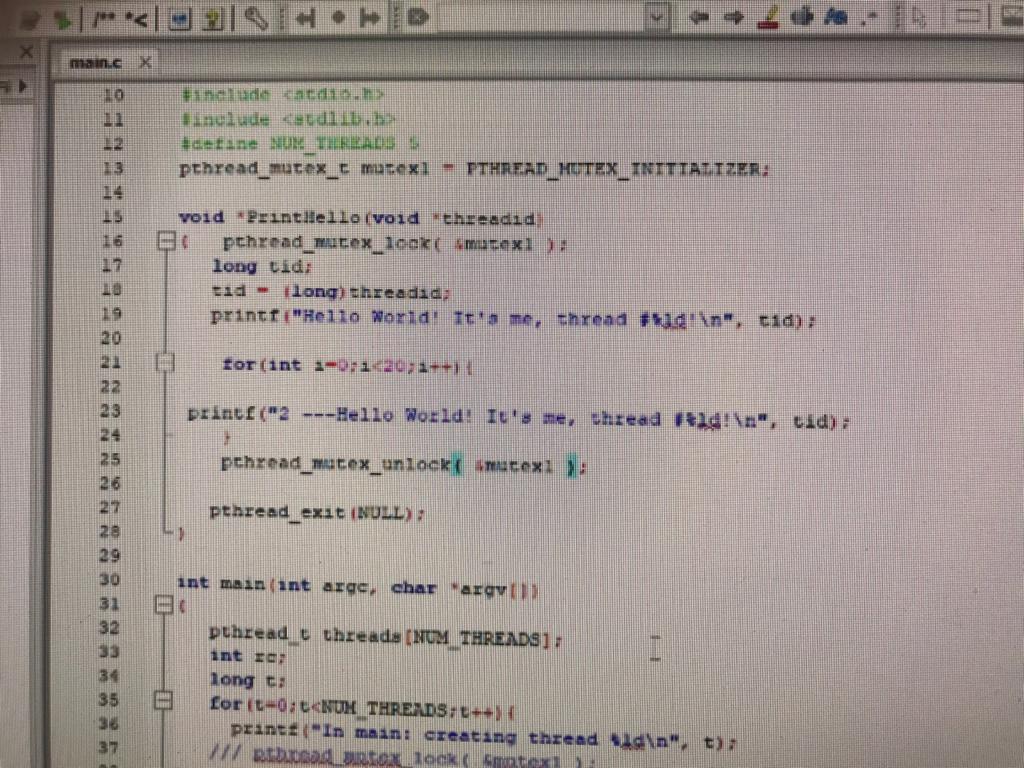 /** *<
main.c
10 #include <stdio.h>
11 #include <stdlib.h>
12 #define NUM_THREADS 5
13 pthread_mutex_t mutex1 = PTHREAD_MUTEX_INITIALIZER;
14
15 void *PrintHello(void *threadid)
16 { pthread_mutex_lock( &mutex1 );
17 long tid;
18 tid = (long)threadid;
19 printf("Hello World! It's me, thread #%ld!\n", tid);
20
21 for(int i=0;i<20;i++){
22
23 printf("2 ---Hello World! It's me, thread #%ld!\n", tid);
24 }
25 pthread_mutex_unlock( &mutex1 );
26
27 pthread_exit(NULL);
28 }
29
30 int main(int argc, char *argv[])
31 {
32 pthread_t threads[NUM_THREADS];
33 int rc;
34 long t;
35 for(t=0;t<NUM_THREADS;t++){
36 printf("In main: creating thread %ld\n", t);
37 /// pthread_mutex_lock( &mutex1 );